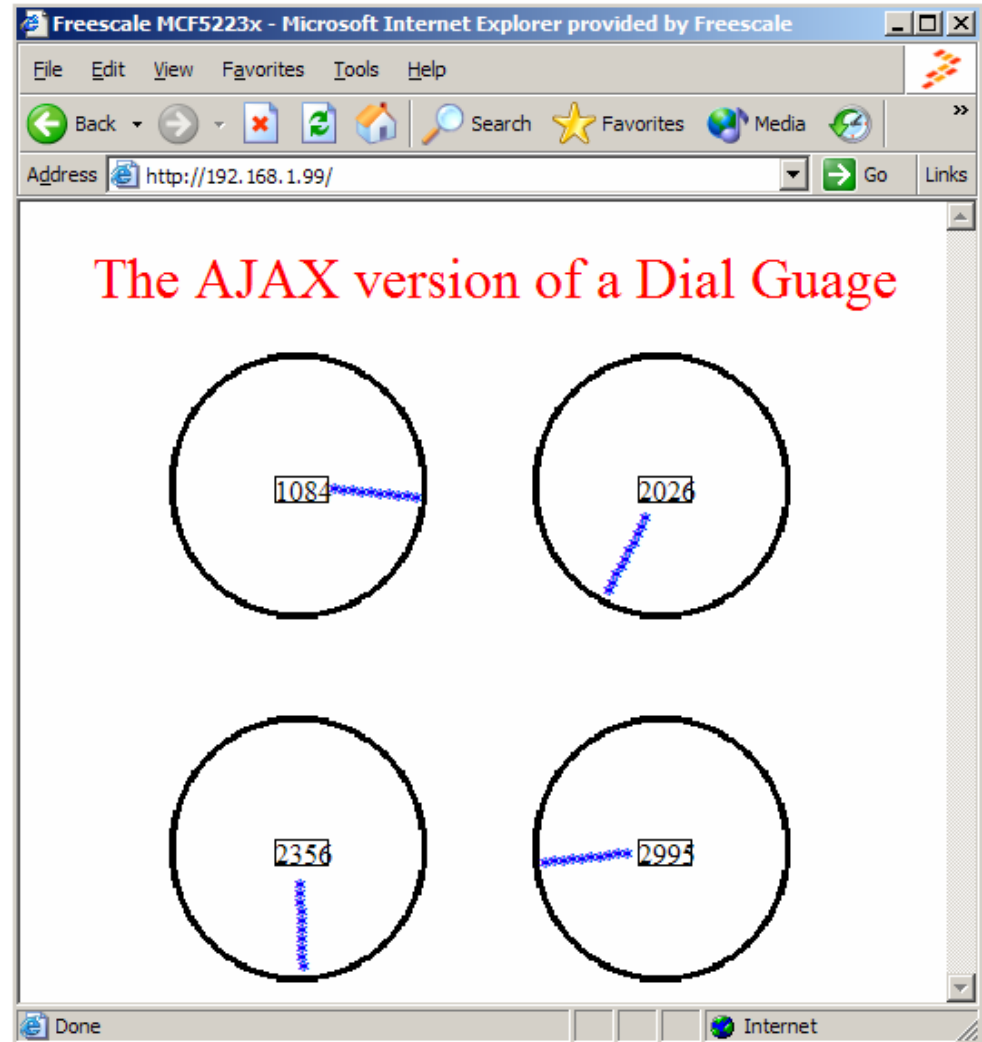 Freescale MCF5223x - Microsoft Internet Explorer provided by Freescale
File Edit View Favorites Tools Help
Back Search Favorites Media »
Address http://192.168.1.99/ Go Links
The AJAX version of a Dial Guage
1084 2026
2356 2995
Done Internet